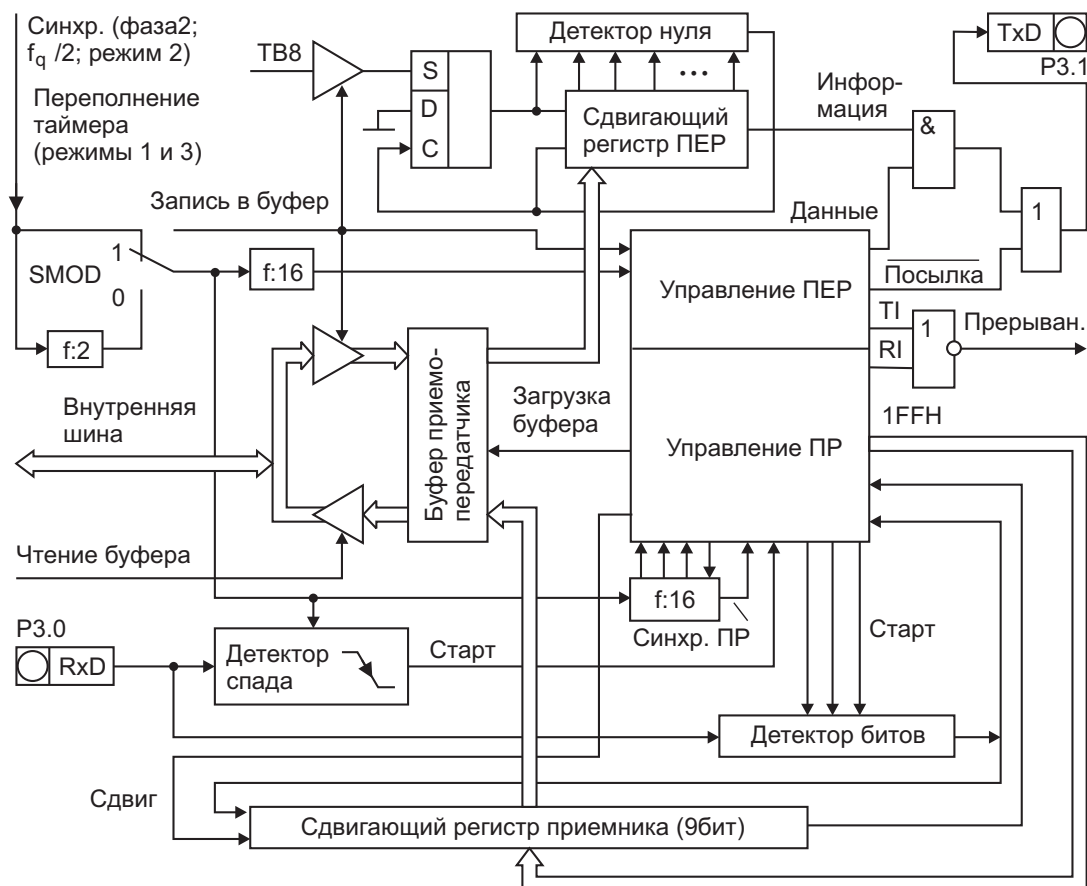 Синхр. (фаза2;
fq /2; режим 2)
Переполнение
таймера
(режимы 1 и 3)
TB8
S
D
C
Детектор нуля
• • •
Сдвигающий
регистр ПЕР
Инфор-
мация
TxD
P3.1
&
1
Запись в буфер
SMOD
1
0
f:2
f:16
Данные
Посылка
Управление ПЕР
TI
RI
1
Прерыван.
Внутренняя
шина
Буфер приемо-
передатчика
Загрузка
буфера
Управление ПР
1FFH
Чтение буфера
f:16
Синхр. ПР
P3.0
RxD
Детектор
спада
Старт
Старт
Детектор битов
Сдвиг
Сдвигающий регистр приемника (9бит)